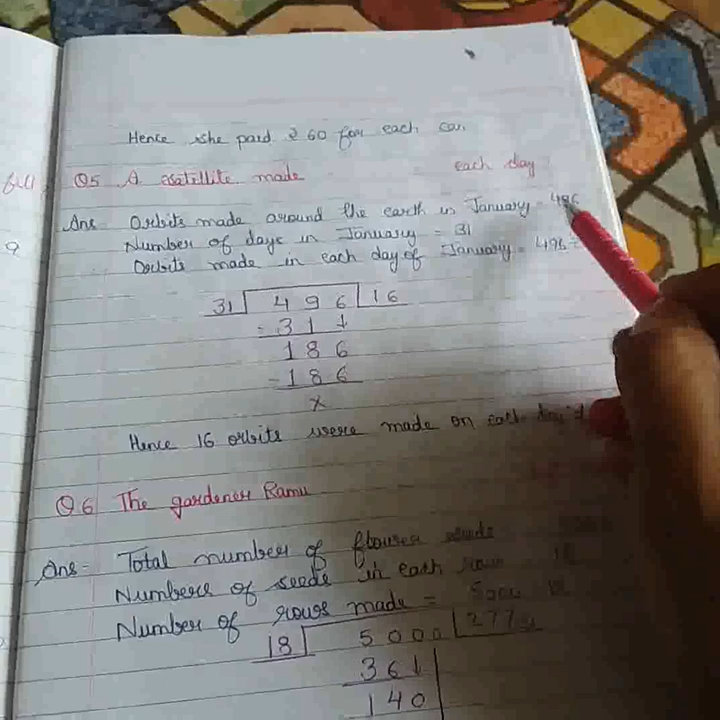 Hence she paid ₹ 60 for each car.
Q5 A satellite made each day
Ans Orbits made around the earth in January = 496
Number of days in January = 31
Orbits made in each day of January = 496 ÷
31 496 16
- 31↓
186
- 186
x
Hence 16 orbits were made on each day
Q6 The gardener Ramu
Ans = Total number of flower seeds
Numbers of seeds in each row = 18
Number of rows made = 5000 18
18 5000 277
36↓
140